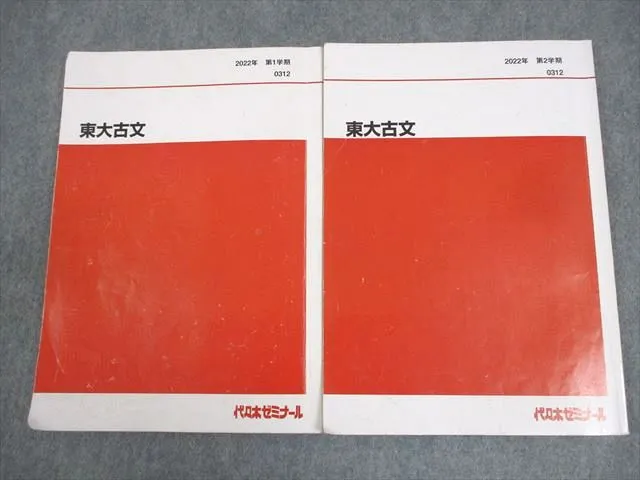 2022年 第1学期
0312
東大古文
代々木ゼミナール
2022年 第2学期
0312
東大古文
代々木ゼミナール